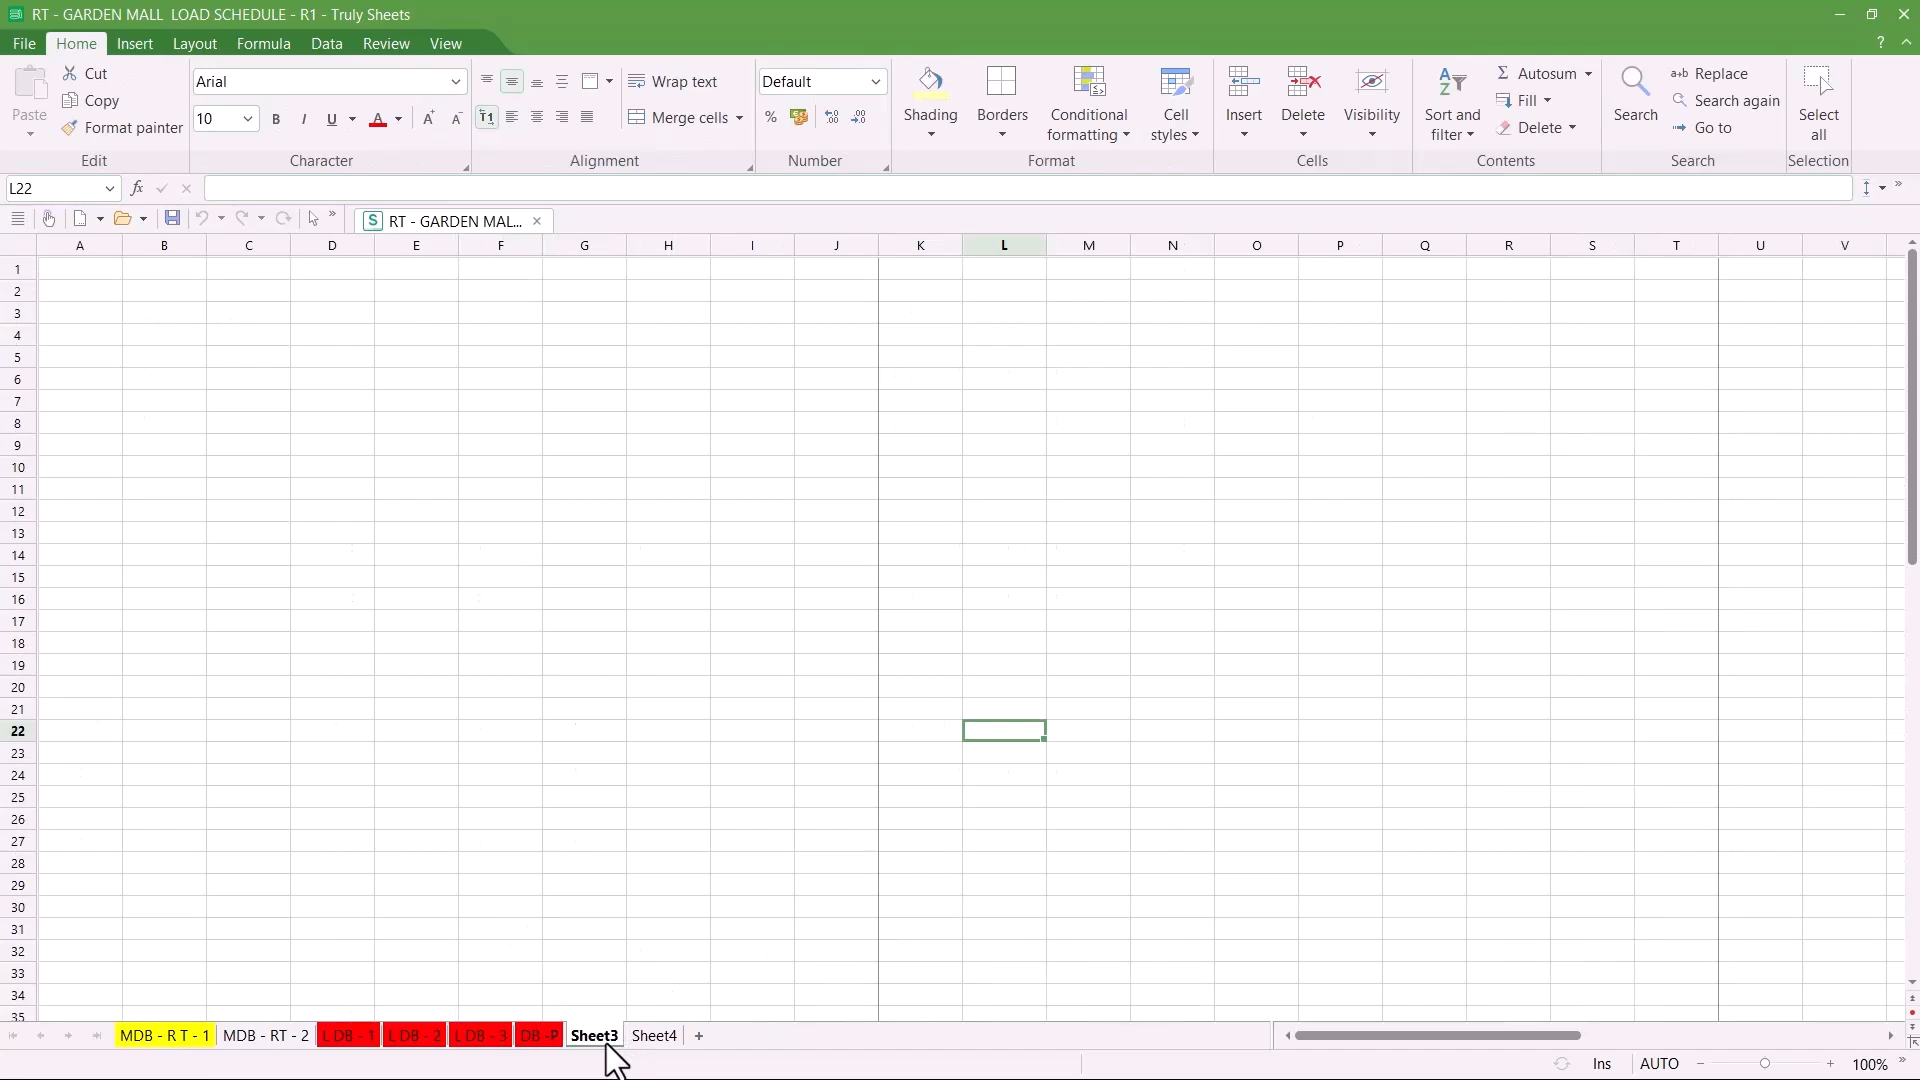 RT - GARDEN MALL  LOAD SCHEDULE - R1 - Truly Sheets
File Home Insert Layout Formula Data Review View ?
Paste
Cut
Copy
Format painter
Edit
Arial
10 B I U A A A
Character
T1
Wrap text
Merge cells
Alignment
Default
% .00 .00
Number
Shading
Borders
Conditional
formatting
Cell
styles
Format
Insert
Delete
Visibility
Cells
AZ
Sort and
filter
Σ Autosum
Fill
Delete
Contents
Search
a+b Replace
Search again
Go to
Search
Select
all
Selection
L22 fx
S RT - GARDEN MAL...
A B C D E F G H I J K L M N O P Q R S T U V
1
2
3
4
5
6
7
8
9
10
11
12
13
14
15
16
17
18
19
20
21
22
23
24
25
26
27
28
29
30
31
32
33
34
35
MDB - R T - 1 MDB - RT - 2 L DB - 1 L DB - 2 L DB - 3 DB -P Sheet3 Sheet4 +
Ins AUTO - + 100%